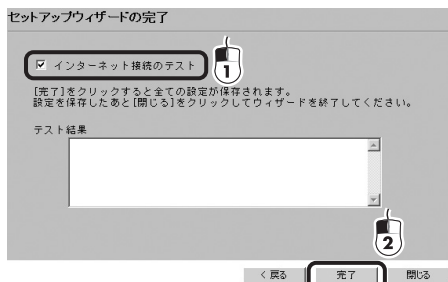 セットアップウィザードの完了
インターネット接続のテスト
1
[完了]をクリックすると全ての設定が保存されます。
設定を保存したあと[閉じる]をクリックしてウィザードを終了してください。
テスト結果
2
< 戻る 完了 閉じる